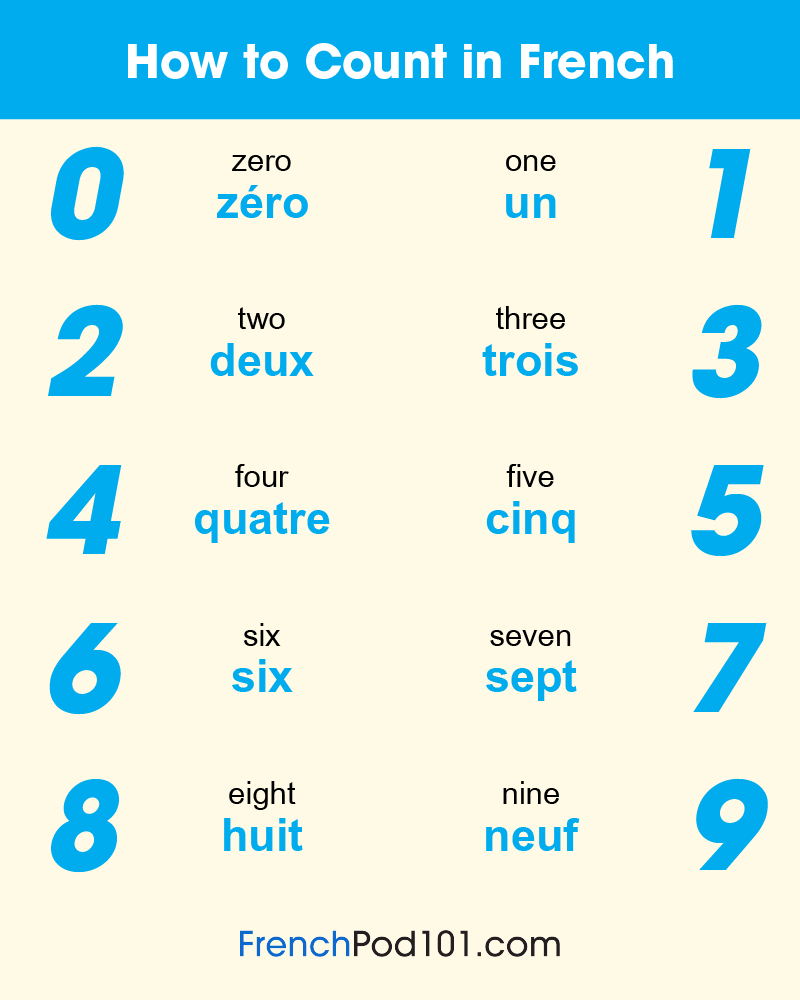 How to Count in French
0 zero one 1
zéro un
2 two three 3
deux trois
4 four five 5
quatre cinq
6 six seven 7
six sept
8 eight nine 9
huit neuf
FrenchPod101.com